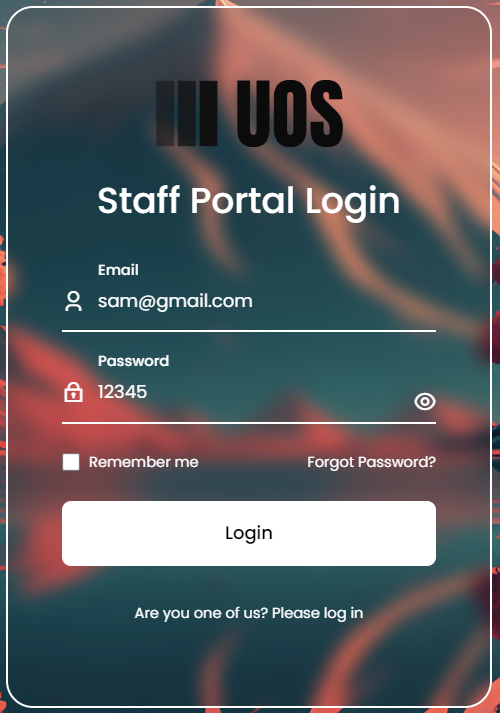 UOS
Staff Portal Login
Email
sam@gmail.com
Password
12345
Remember me Forgot Password?
Login
Are you one of us? Please log in